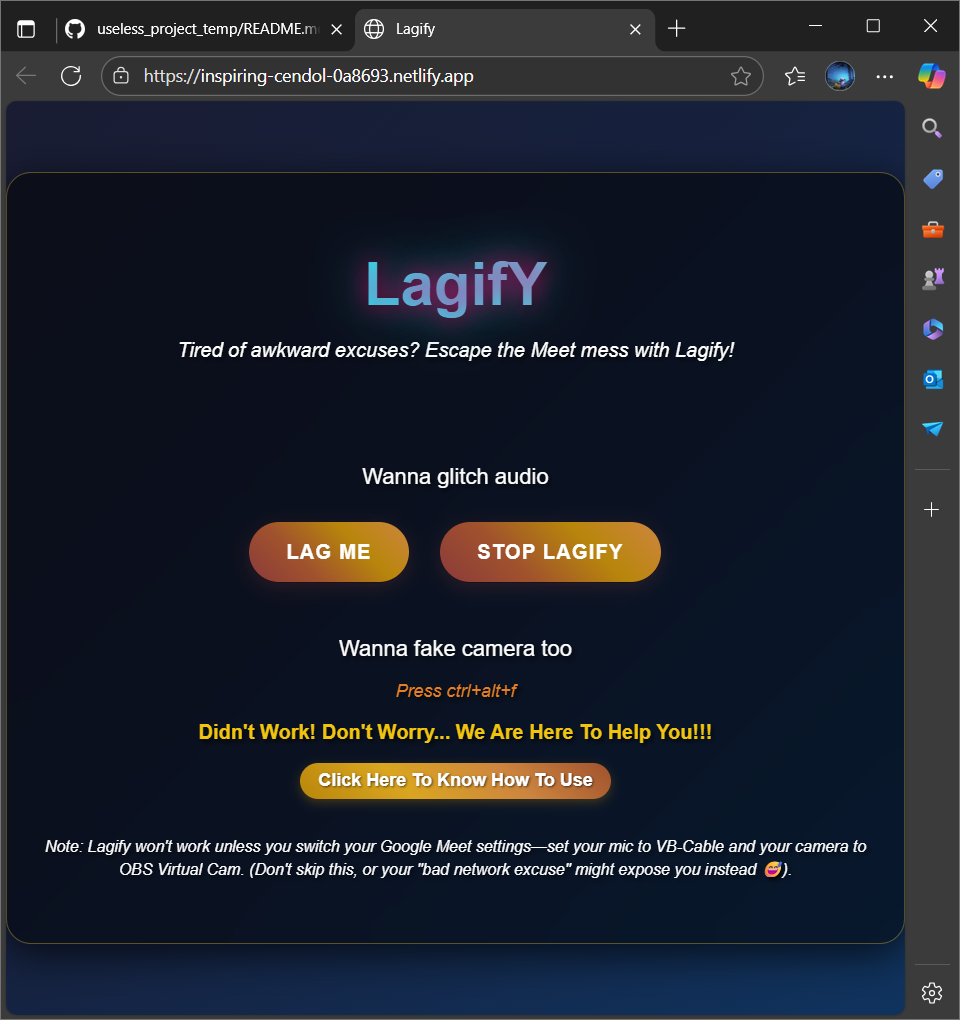 useless_project_temp/README.m
Lagify
https://inspiring-cendol-0a8693.netlify.app
LagifY
Tired of awkward excuses? Escape the Meet mess with Lagify!
Wanna glitch audio
LAG ME
STOP LAGIFY
Wanna fake camera too
Press ctrl+alt+f
Didn't Work! Don't Worry... We Are Here To Help You!!!
Click Here To Know How To Use
Note: Lagify won't work unless you switch your Google Meet settings—set your mic to VB-Cable and your camera to
OBS Virtual Cam. (Don't skip this, or your "bad network excuse" might expose you instead 😅).